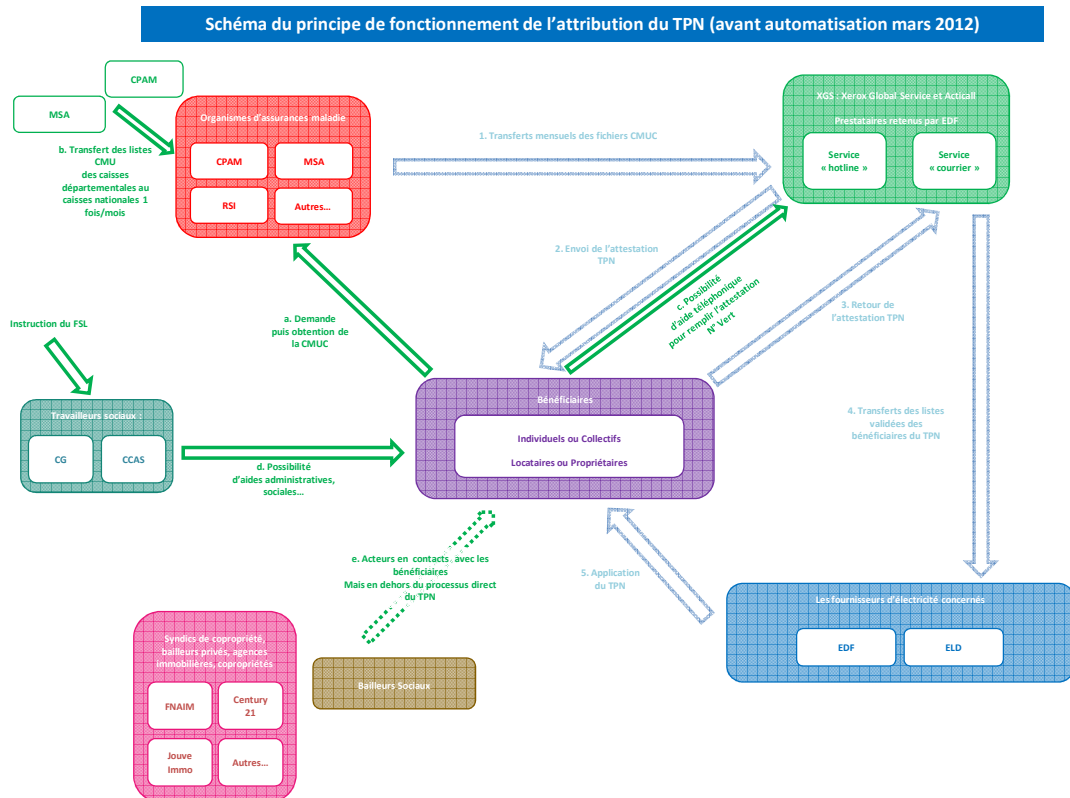 Schéma du principe de fonctionnement de l'attribution du TPN (avant automatisation mars 2012)
CPAM
MSA
b. Transfert des listes
CMU
des caisses
départementales au
caisses nationales 1
fois/mois
Organismes d'assurances maladie
CPAM
MSA
RSI
Autres…
1. Transferts mensuels des fichiers CMUC
XGS : Xerox Global Service et Acticall
Prestataires retenus par EDF
Service
« hotline »
Service
« courrier »
2. Envoi de l'attestation
TPN
c. Possibilité
d'aide téléphonique
pour remplir l'attestation
N° Vert
3. Retour de
l'attestation TPN
a. Demande
puis obtention de
la CMUC
Instruction du FSL
Travailleurs sociaux :
CG
CCAS
d. Possibilité
d'aides administratives,
sociales…
Bénéficiaires
Individuels ou Collectifs
Locataires ou Propriétaires
4. Transferts des listes
validées des
bénéficiaires du TPN
e. Acteurs en contacts avec les
bénéficiaires
Mais en dehors du processus direct
du TPN
5. Application
du TPN
Les fournisseurs d'électricité concernés
EDF
ELD
Syndics de copropriété,
bailleurs privés, agences
immobilières, copropriétés
FNAIM
Century
21
Jouve
Immo
Autres…
Bailleurs Sociaux